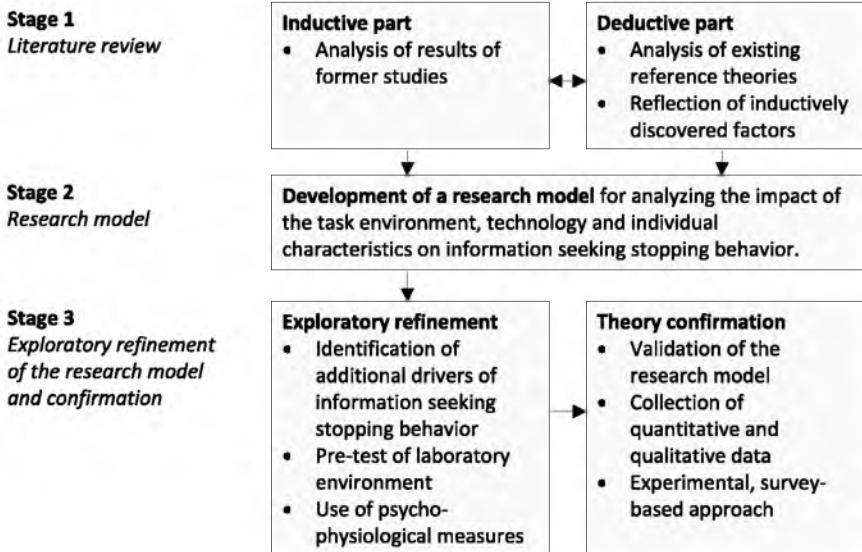 Stage 1
Literature review
Inductive part
• Analysis of results of
former studies
Deductive part
• Analysis of existing
reference theories
• Reflection of inductively
discovered factors
Stage 2
Research model
Development of a research model for analyzing the impact of
the task environment, technology and individual
characteristics on information seeking stopping behavior.
Stage 3
Exploratory refinement
of the research model
and confirmation
Exploratory refinement
• Identification of
additional drivers of
information seeking
stopping behavior
• Pre-test of laboratory
environment
• Use of psycho-
physiological measures
Theory confirmation
• Validation of the
research model
• Collection of
quantitative and
qualitative data
• Experimental, survey-
based approach